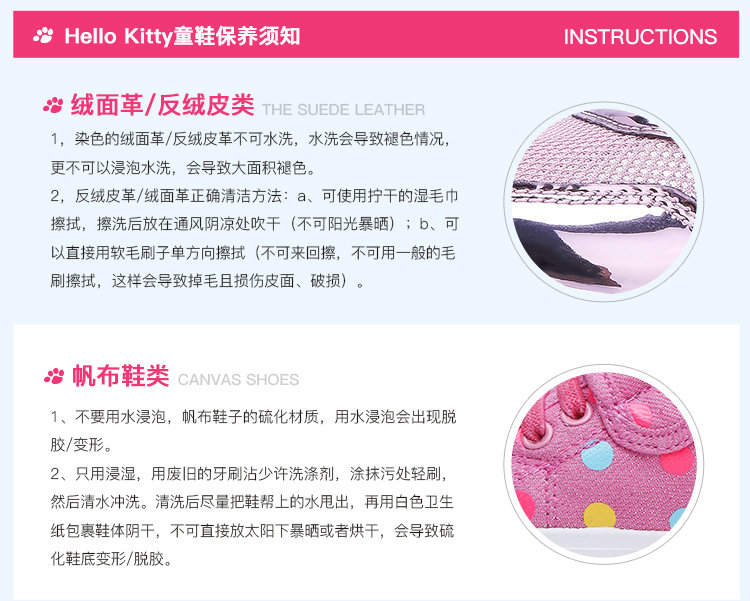 Hello Kitty童鞋保养须知
INSTRUCTIONS
绒面革/反绒皮类 THE SUEDE LEATHER
1，染色的绒面革/反绒皮革不可水洗，水洗会导致褪色情况，
更不可以浸泡水洗，会导致大面积褪色。
2，反绒皮革/绒面革正确清洁方法：a、可使用拧干的湿毛巾
擦拭，擦洗后放在通风阴凉处吹干（不可阳光暴晒）；b、可
以直接用软毛刷子单方向擦拭（不可来回擦，不可用一般的毛
刷擦拭，这样会导致掉毛且损伤皮面、破损）。
帆布鞋类 CANVAS SHOES
1、不要用水浸泡，帆布鞋子的硫化材质，用水浸泡会出现脱
胶/变形。
2、只用浸湿，用废旧的牙刷沾少许洗涤剂，涂抹污处轻刷，
然后清水冲洗。清洗后尽量把鞋帮上的水甩出，再用白色卫生
纸包裹鞋体阴干，不可直接放太阳下暴晒或者烘干，会导致硫
化鞋底变形/脱胶。